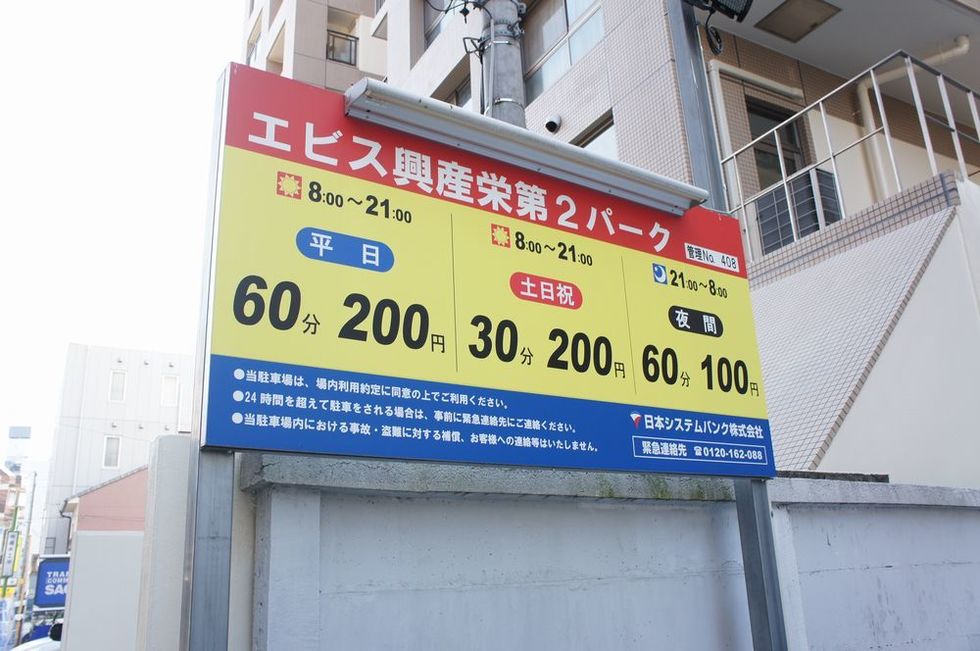 エビス興産栄第2パーク
管理No. 408
8:00～21:00
平日
60分 200円
8:00～21:00
土日祝
30分 200円
21:00～8:00
夜間
60分 100円
●当駐車場は、場内利用約定に同意の上でご利用ください。
●24時間を超えて駐車をされる場合は、事前に緊急連絡先にご連絡ください。
●当駐車場内における事故・盗難に対する補償、お客様への連絡等はいたしません。
日本システムバンク株式会社
緊急連絡先 ☎0120-162-088